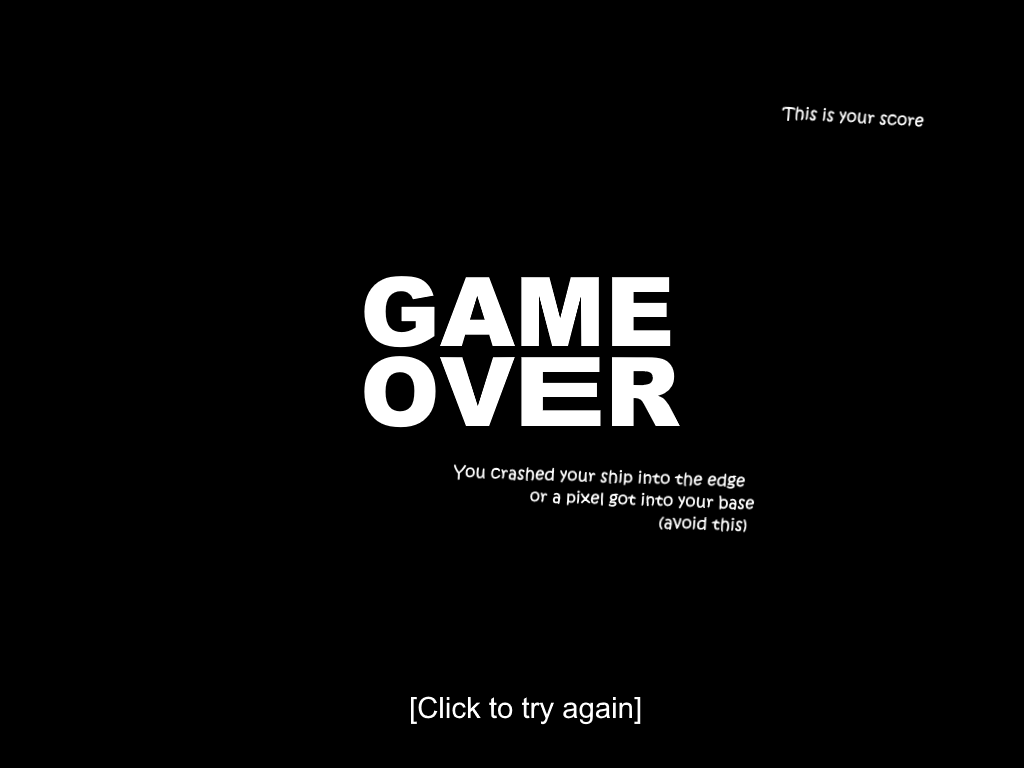 This is your score
GAME
OVER
You crashed your ship into the edge
or a pixel got into your base
(avoid this)
[Click to try again]